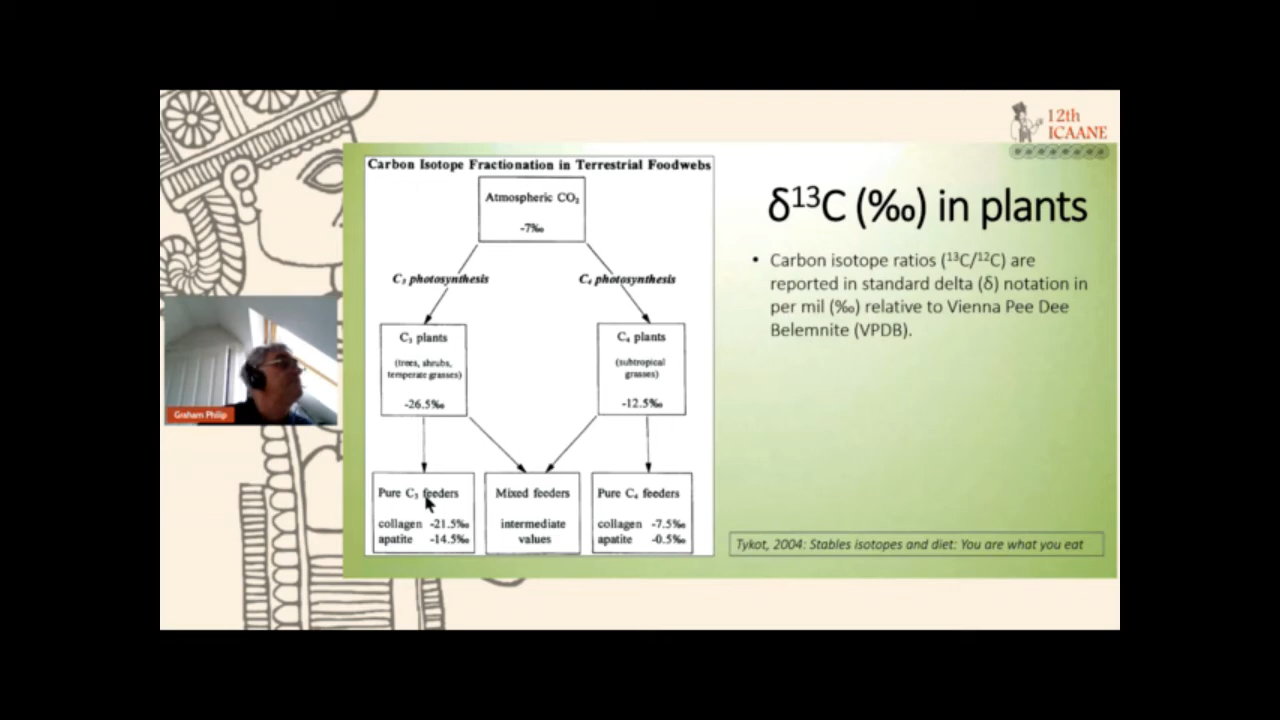 12th
ICAANE
Carbon Isotope Fractionation in Terrestrial Foodwebs
Atmospheric CO₂
-7‰
C₃ photosynthesis
C₄ photosynthesis
C₃ plants
(trees, shrubs,
temperate grasses)
-26.5‰
C₄ plants
(subtropical
grasses)
-12.5‰
Pure C₃ feeders
collagen -21.5‰
apatite -14.5‰
Mixed feeders
intermediate
values
Pure C₄ feeders
collagen -7.5‰
apatite -0.5‰
δ¹³C (‰) in plants
• Carbon isotope ratios (¹³C/¹²C) are
reported in standard delta (δ) notation in
per mil (‰) relative to Vienna Pee Dee
Belemnite (VPDB).
Tykot, 2004: Stables isotopes and diet: You are what you eat
Graham Philip